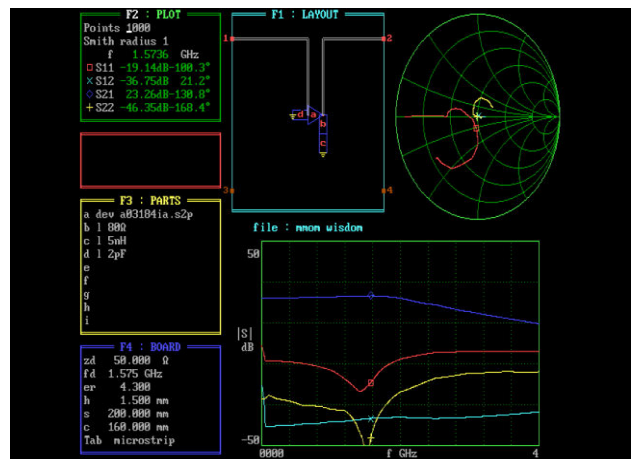 F2 : PLOT
Points 1000
Smith radius 1
f 1.5736 GHz
S11 -19.14dB-100.3°
S12 -36.75dB 21.2°
S21 23.26dB-130.8°
S22 -46.35dB-168.4°
F1 : LAYOUT
1
2
d a
b
c
3
4
F3 : PARTS
a dev a03184ia.s2p
b l 80Ω
c l 5nH
d l 2pF
e
f
g
h
i
file : mmom wisdom
F4 : BOARD
zd 50.000 Ω
fd 1.575 GHz
er 4.300
h 1.500 mm
s 200.000 mm
c 160.000 mm
Tab microstrip
50
|S|
dB
-50
0000 f GHz 4